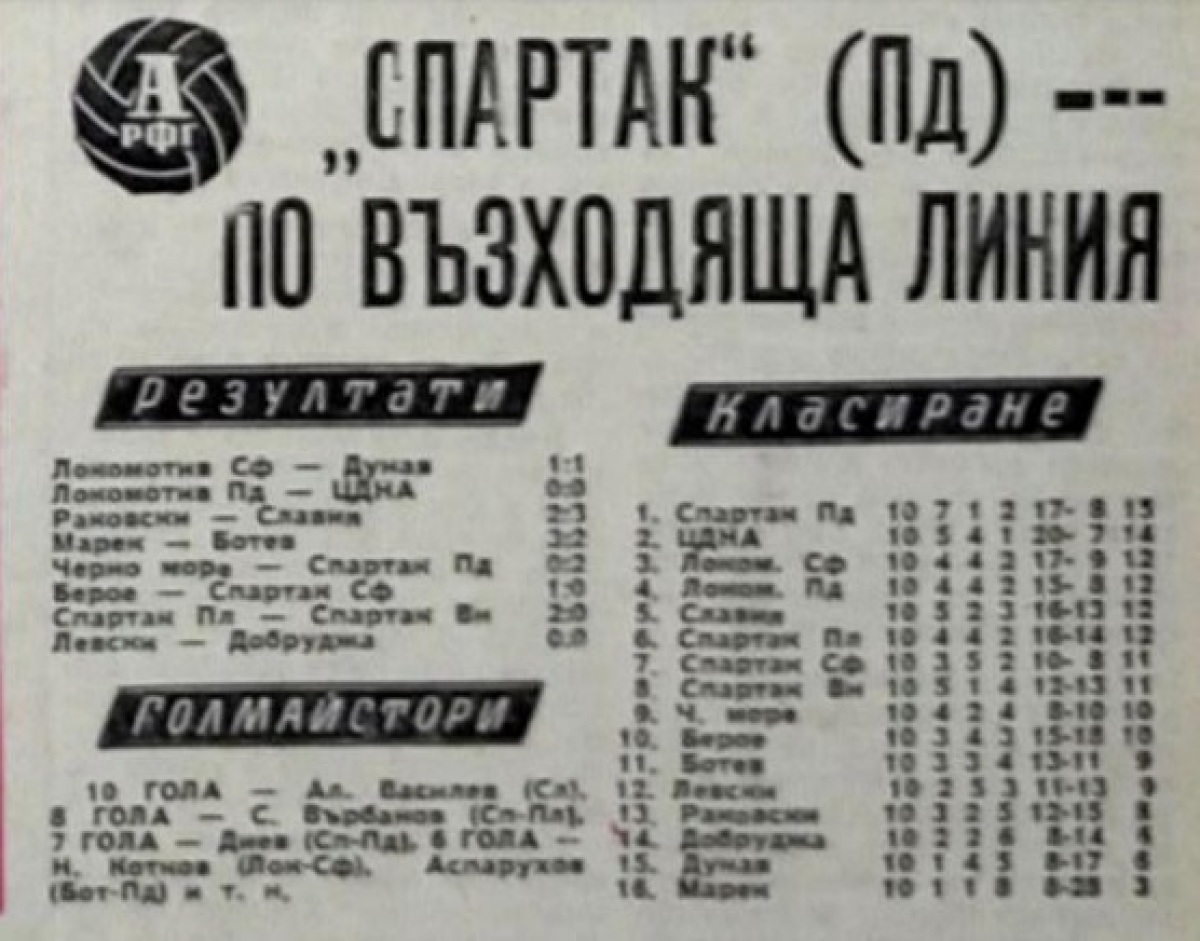 А
РФГ
„СПАРТАК“ (Пд) ---
ПО ВЪЗХОДЯЩА ЛИНИЯ
Резултати
Локомотив Сф — Дунав 1:1
Локомотив Пд — ЦДНА 0:0
Раковски — Славия 2:3
Марек — Ботев 3:2
Черно море — Спартак Пд 0:2
Берое — Спартак Сф 1:0
Спартак Пл — Спартак Вн 2:0
Левски — Добруджа 0:0
ГОЛМАЙСТОРИ
10 ГОЛА — Ал. Василев (Сл),
8 ГОЛА — С. Върбанов (Сп-Пл),
7 ГОЛА — Диев (Сп-Пд), 6 ГОЛА —
Н. Котков (Лок-Сф), Аспарухов
(Бот-Пд) и т. н.
Класиране
1. Спартак Пд 10 7 1 2 17- 8 15
2. ЦДНА 10 5 4 1 20- 7 14
3. Локом. Сф 10 4 4 2 17- 9 12
4. Локом. Пд 10 4 4 2 15- 8 12
5. Славия 10 5 2 3 16-13 12
6. Спартак Пл 10 4 4 2 16-14 12
7. Спартак Сф 10 3 5 2 10- 8 11
8. Спартак Вн 10 5 1 4 12-13 11
9. Ч. море 10 4 2 4 8-10 10
10. Берое 10 3 4 3 15-18 10
11. Ботев 10 3 3 4 13-11 9
12. Левски 10 2 5 3 11-13 9
13. Раковски 10 3 2 5 12-15 8
14. Добруджа 10 2 2 6 8-14 6
15. Дунав 10 1 4 5 8-17 6
16. Марек 10 1 1 8 8-28 3